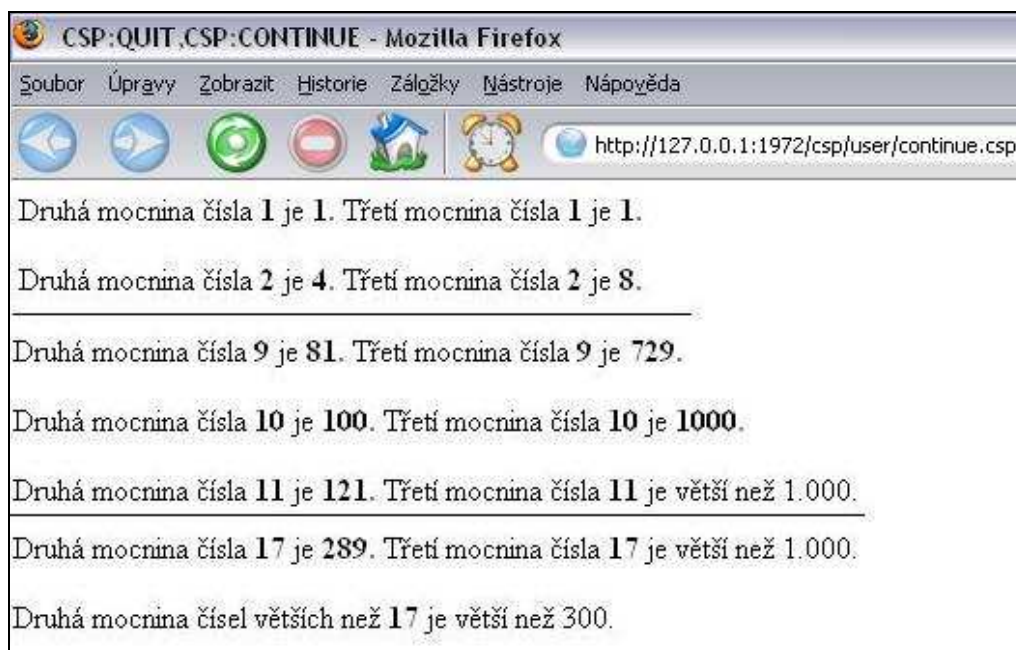 CSP:QUIT,CSP:CONTINUE - Mozilla Firefox
Soubor Úpravy Zobrazit Historie Záložky Nástroje Nápověda
http://127.0.0.1:1972/csp/user/continue.csp
Druhá mocnina čísla 1 je 1. Třetí mocnina čísla 1 je 1.
Druhá mocnina čísla 2 je 4. Třetí mocnina čísla 2 je 8.
Druhá mocnina čísla 9 je 81. Třetí mocnina čísla 9 je 729.
Druhá mocnina čísla 10 je 100. Třetí mocnina čísla 10 je 1000.
Druhá mocnina čísla 11 je 121. Třetí mocnina čísla 11 je větší než 1.000.
Druhá mocnina čísla 17 je 289. Třetí mocnina čísla 17 je větší než 1.000.
Druhá mocnina čísel větších než 17 je větší než 300.